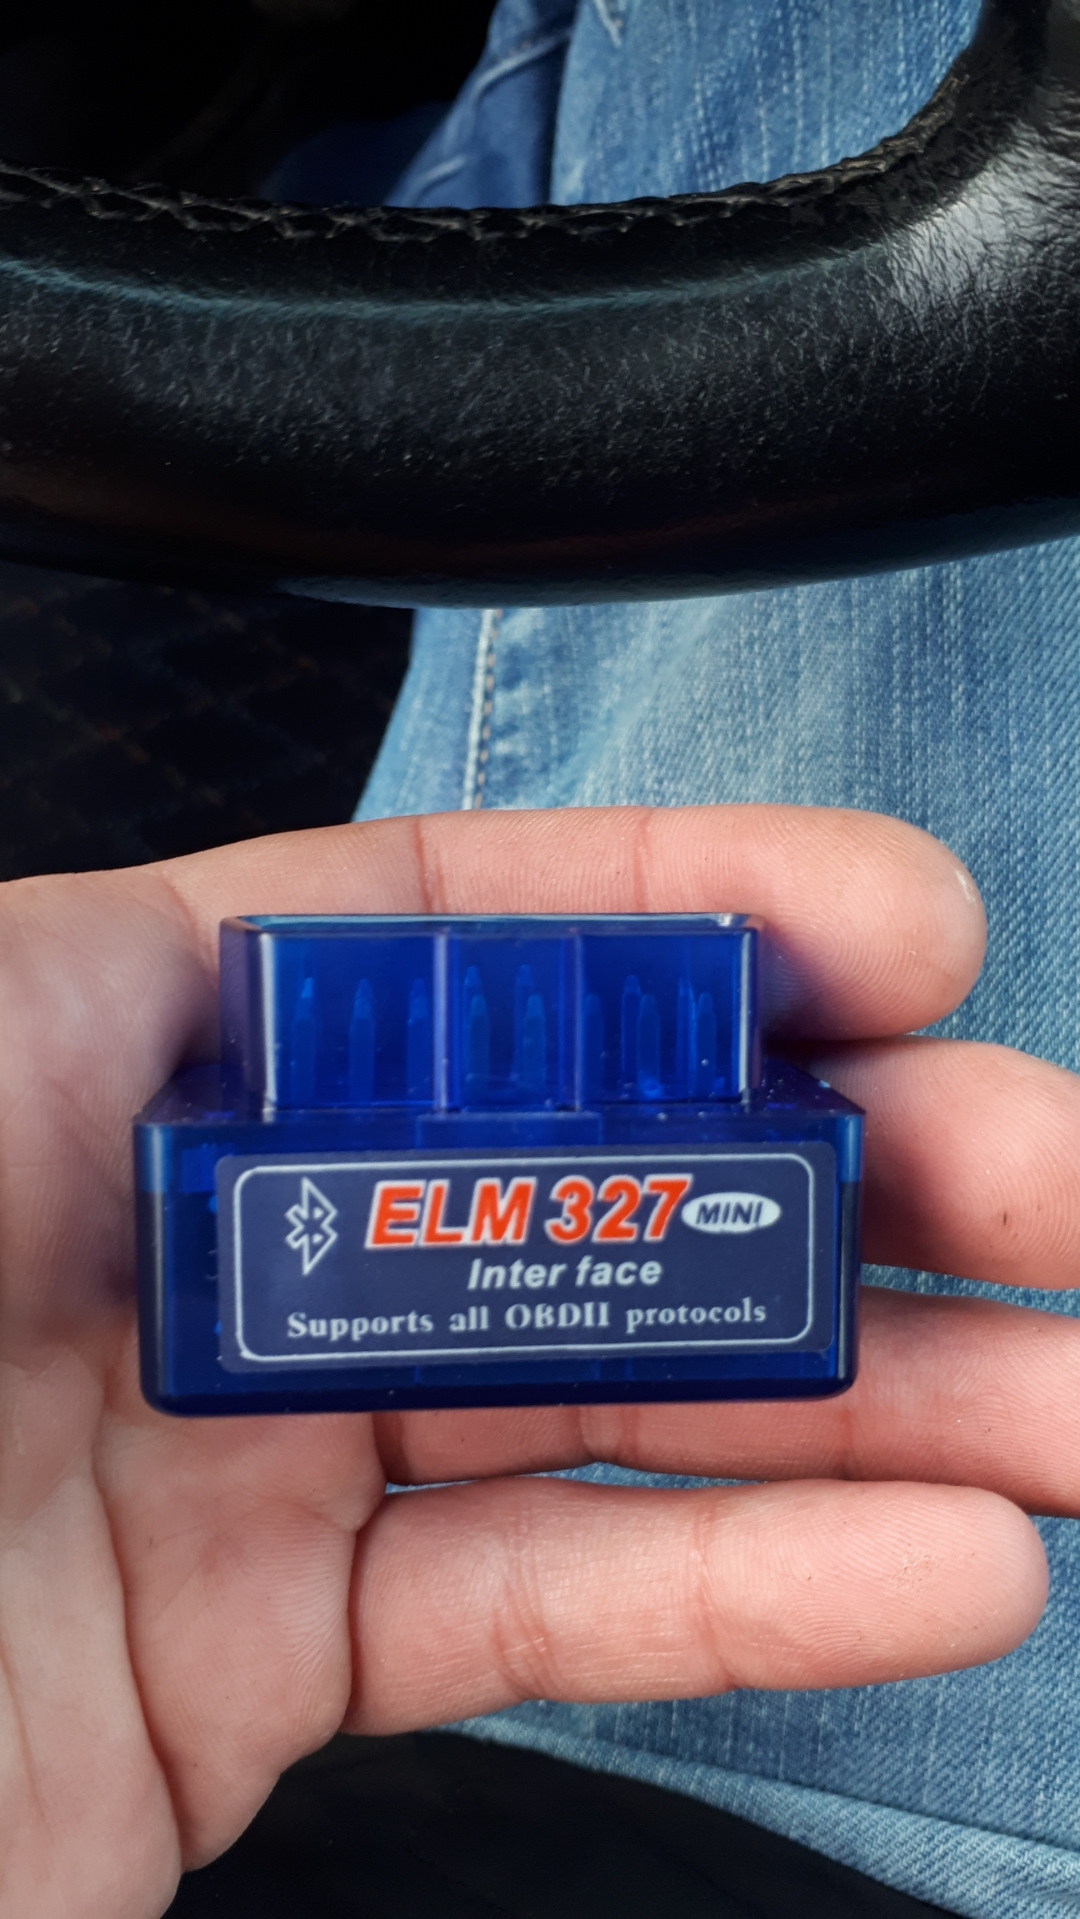 ELM 327 MINI
Inter face
Supports all OBDII protocols